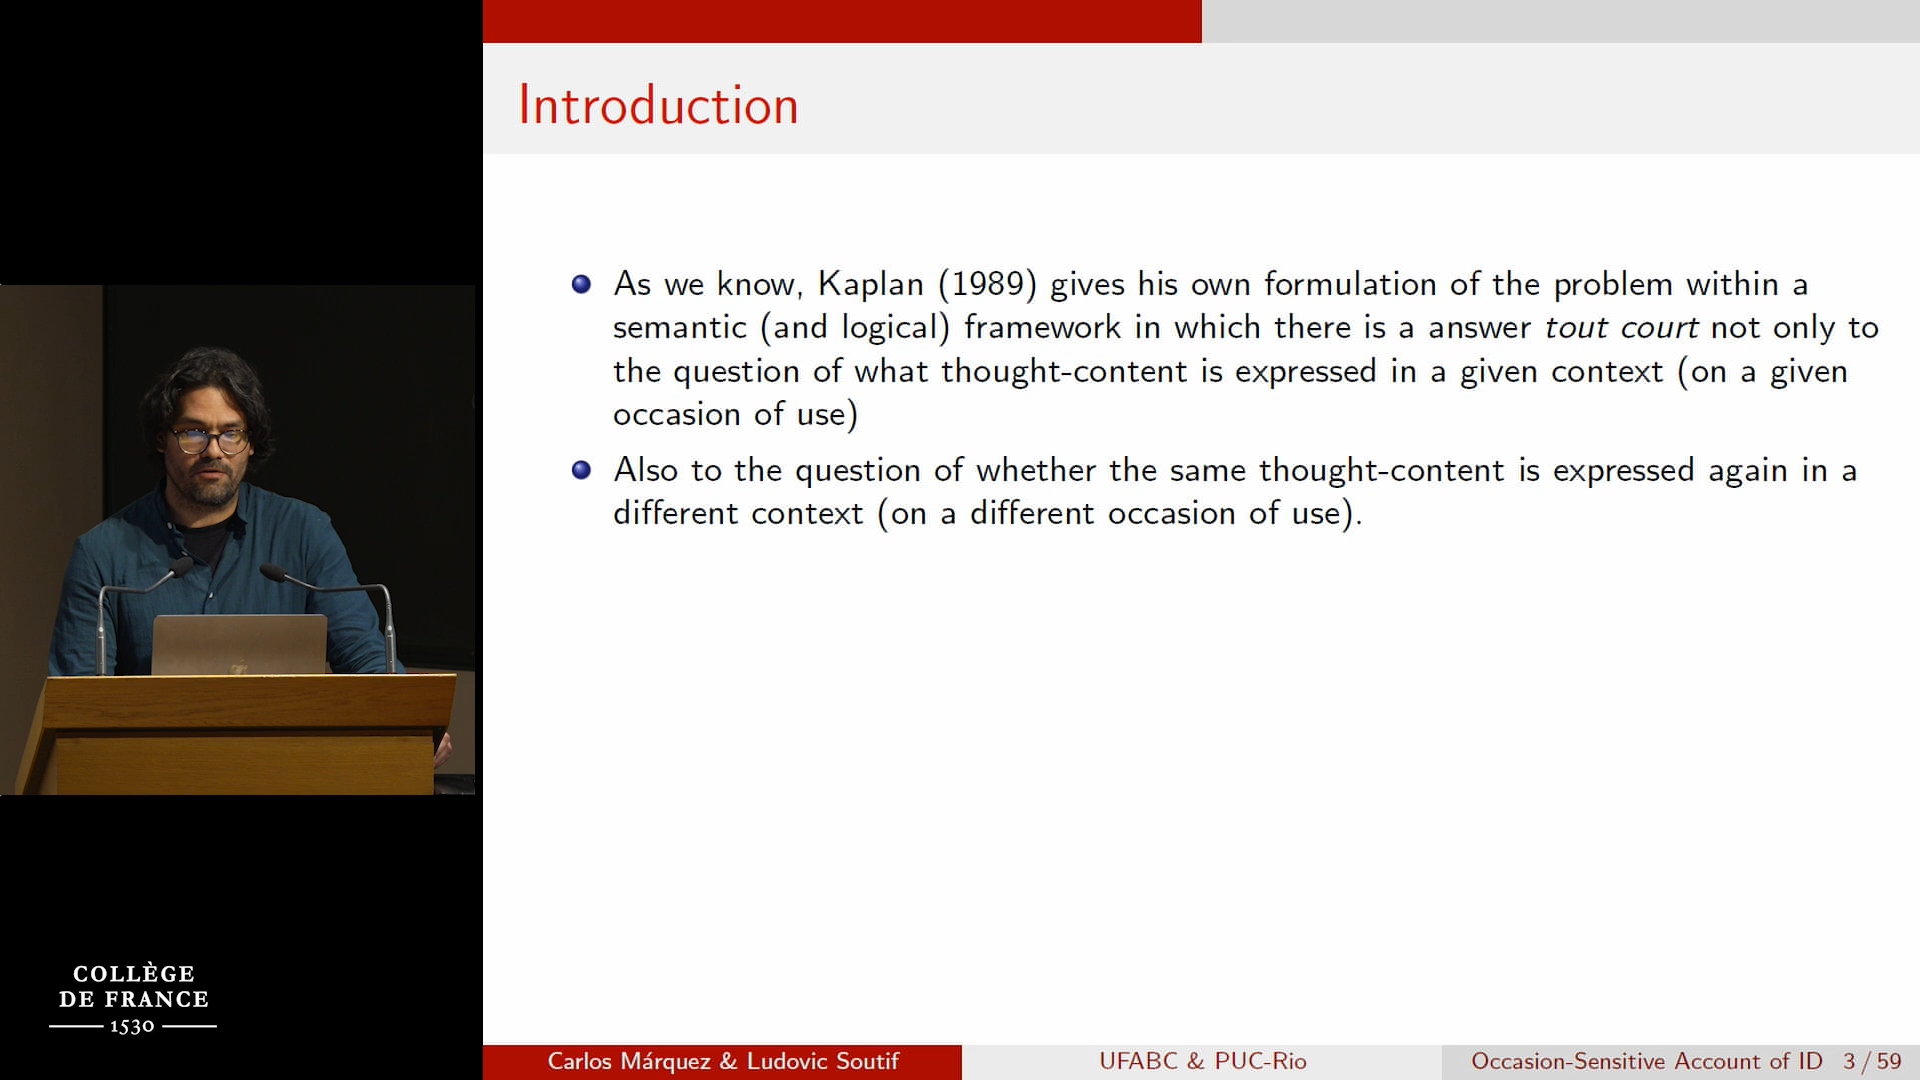 Introduction
As we know, Kaplan (1989) gives his own formulation of the problem within a
semantic (and logical) framework in which there is a answer tout court not only to
the question of what thought-content is expressed in a given context (on a given
occasion of use)
Also to the question of whether the same thought-content is expressed again in a
different context (on a different occasion of use).
COLLÈGE
DE FRANCE
1530
Carlos Márquez & Ludovic Soutif
UFABC & PUC-Rio
Occasion-Sensitive Account of ID 3 / 59